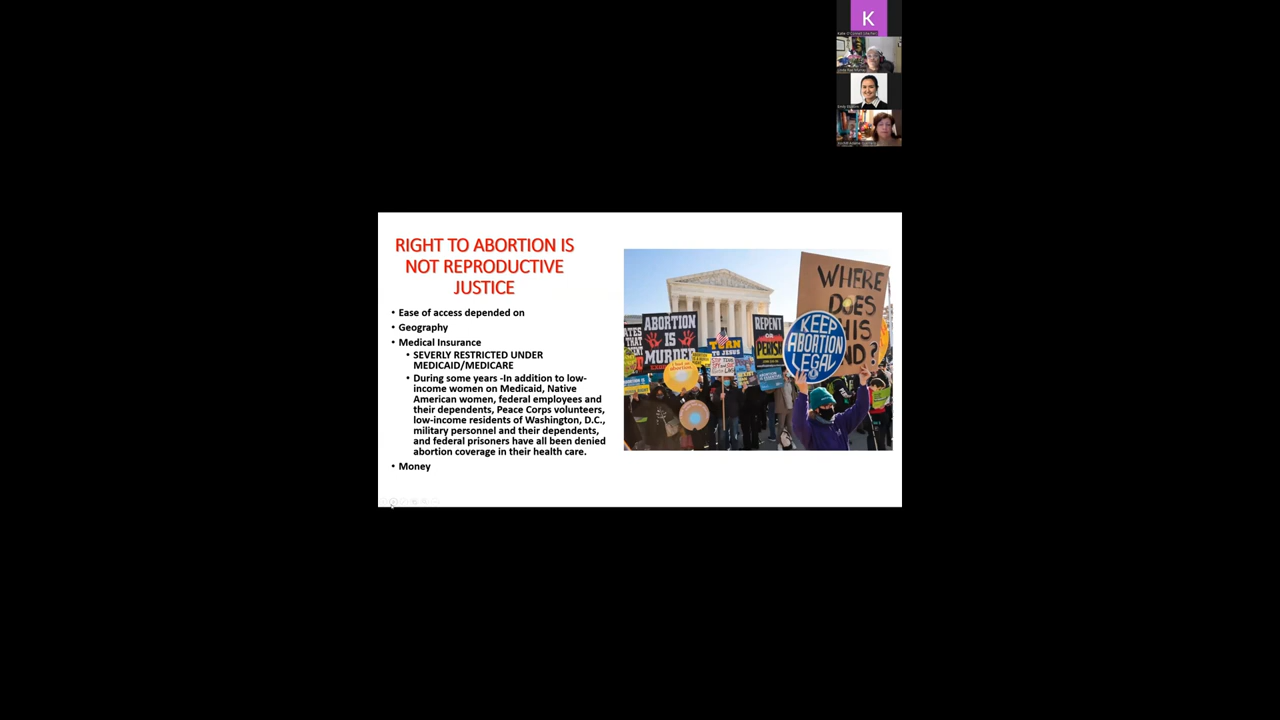 K
RIGHT TO ABORTION IS
NOT REPRODUCTIVE
JUSTICE
• Ease of access depended on
• Geography
• Medical Insurance
• SEVERLY RESTRICTED UNDER
MEDICAID/MEDICARE
• During some years -In addition to low-
income women on Medicaid, Native
American women, federal employees and
their dependents, Peace Corps volunteers,
low-income residents of Washington, D.C.,
military personnel and their dependents,
and federal prisoners have all been denied
abortion coverage in their health care.
• Money
ABORTION
IS
MURDER
TURN
TO JESUS
REPENT
OR
PERISH
KEEP
ABORTION
LEGAL
WHERE
DOES
HIS
ND?